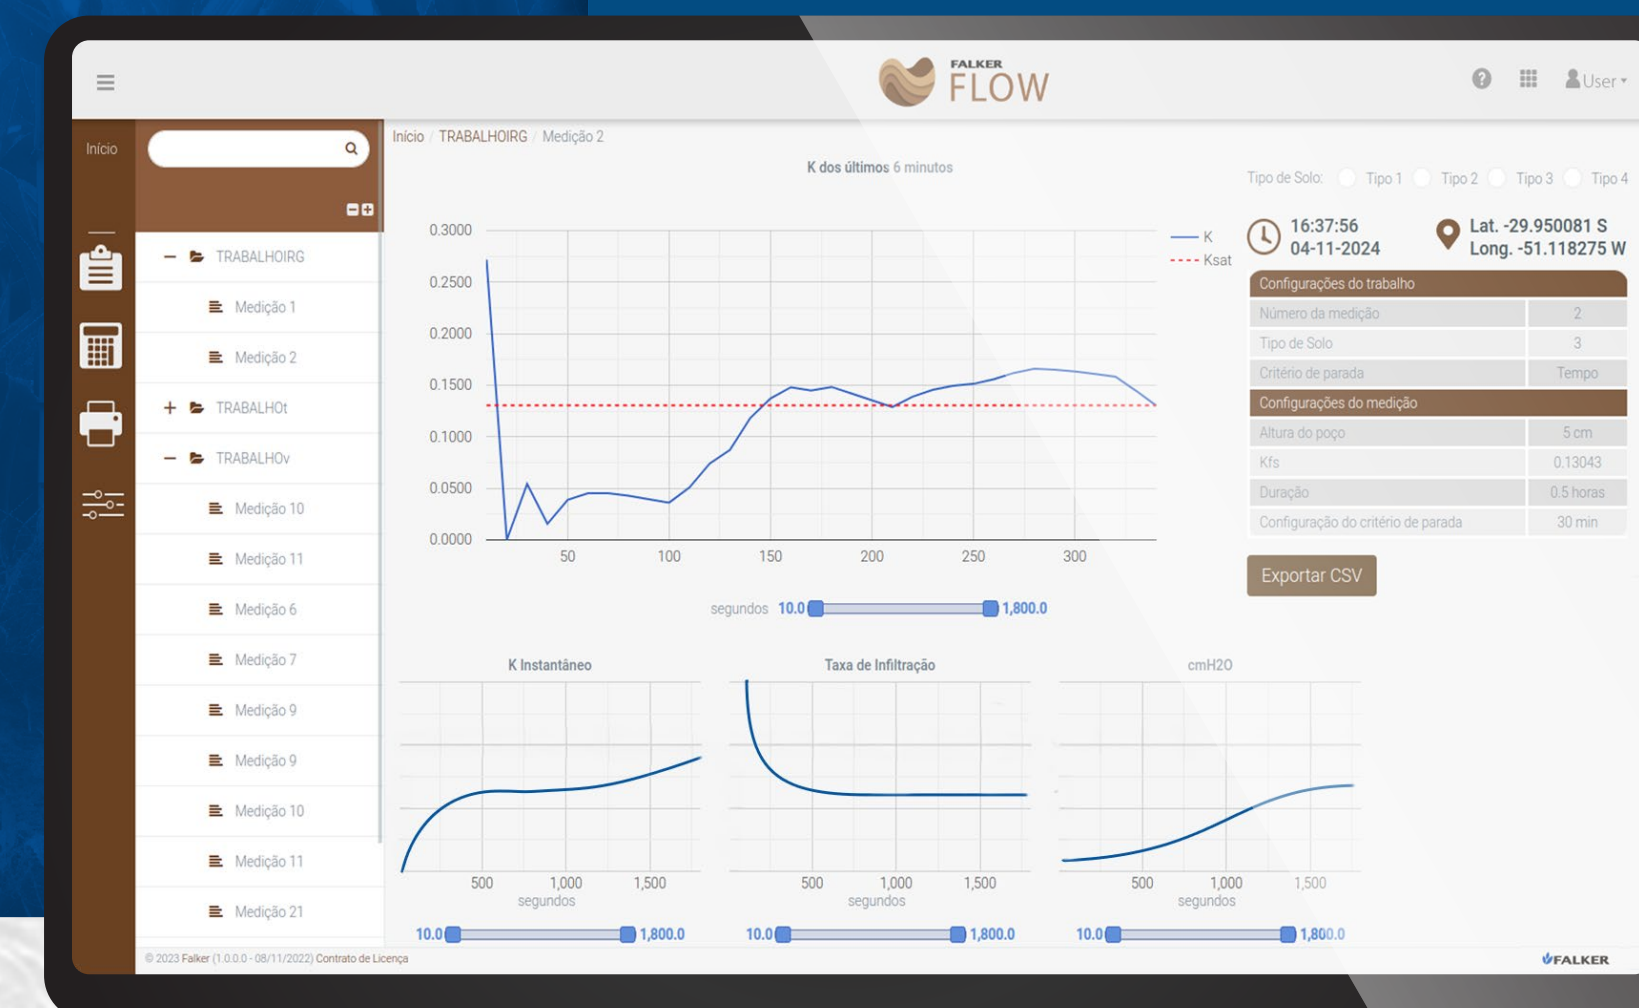 FALKER
FLOW
User
Início
Início / TRABALHOIRG / Medição 2
K dos últimos 6 minutos
Tipo de Solo: Tipo 1 Tipo 2 Tipo 3 Tipo 4
16:37:56
04-11-2024
Lat. -29.950081 S
Long. -51.118275 W
TRABALHOIRG
Medição 1
Medição 2
TRABALHOt
TRABALHOv
Medição 10
Medição 11
Medição 6
Medição 7
Medição 9
Medição 9
Medição 10
Medição 11
Medição 21
0.3000
0.2500
0.2000
0.1500
0.1000
0.0500
0.0000
50 100 150 200 250 300
K
Ksat
segundos 10.0 1,800.0
Configurações do trabalho
Número da medição 2
Tipo de Solo 3
Critério de parada Tempo
Configurações do medição
Altura do poço 5 cm
Kfs 0.13043
Duração 0.5 horas
Configuração do critério de parada 30 min
Exportar CSV
K Instantâneo
500 1,000 1,500
segundos
10.0 1,800.0
Taxa de Infiltração
500 1,000 1,500
segundos
10.0 1,800.0
cmH2O
500 1,000 1,500
segundos
10.0 1,800.0
© 2023 Falker (1.0.0.0 - 08/11/2022) Contrato de Licença
FALKER